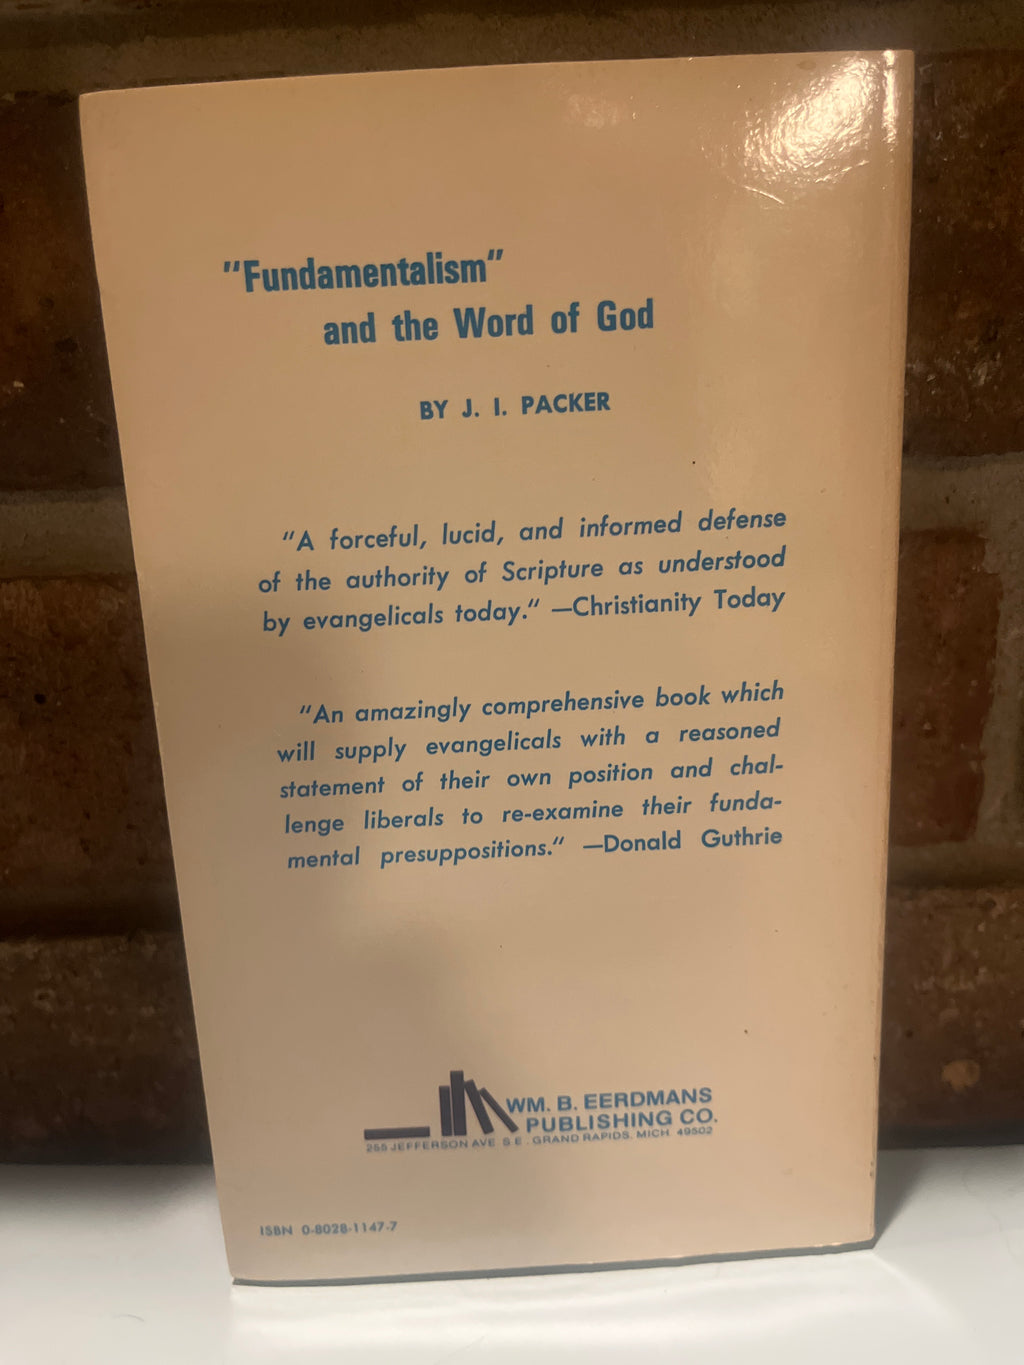 "Fundamentalism"
and the Word of God
BY J. I. PACKER
"A forceful, lucid, and informed defense
of the authority of Scripture as understood
by evangelicals today." —Christianity Today
"An amazingly comprehensive book which
will supply evangelicals with a reasoned
statement of their own position and chal-
lenge liberals to re-examine their funda-
mental presuppositions." —Donald Guthrie
WM. B. EERDMANS
PUBLISHING CO.
255 JEFFERSON AVE. S.E., GRAND RAPIDS, MICH. 49502
ISBN 0-8028-1147-7